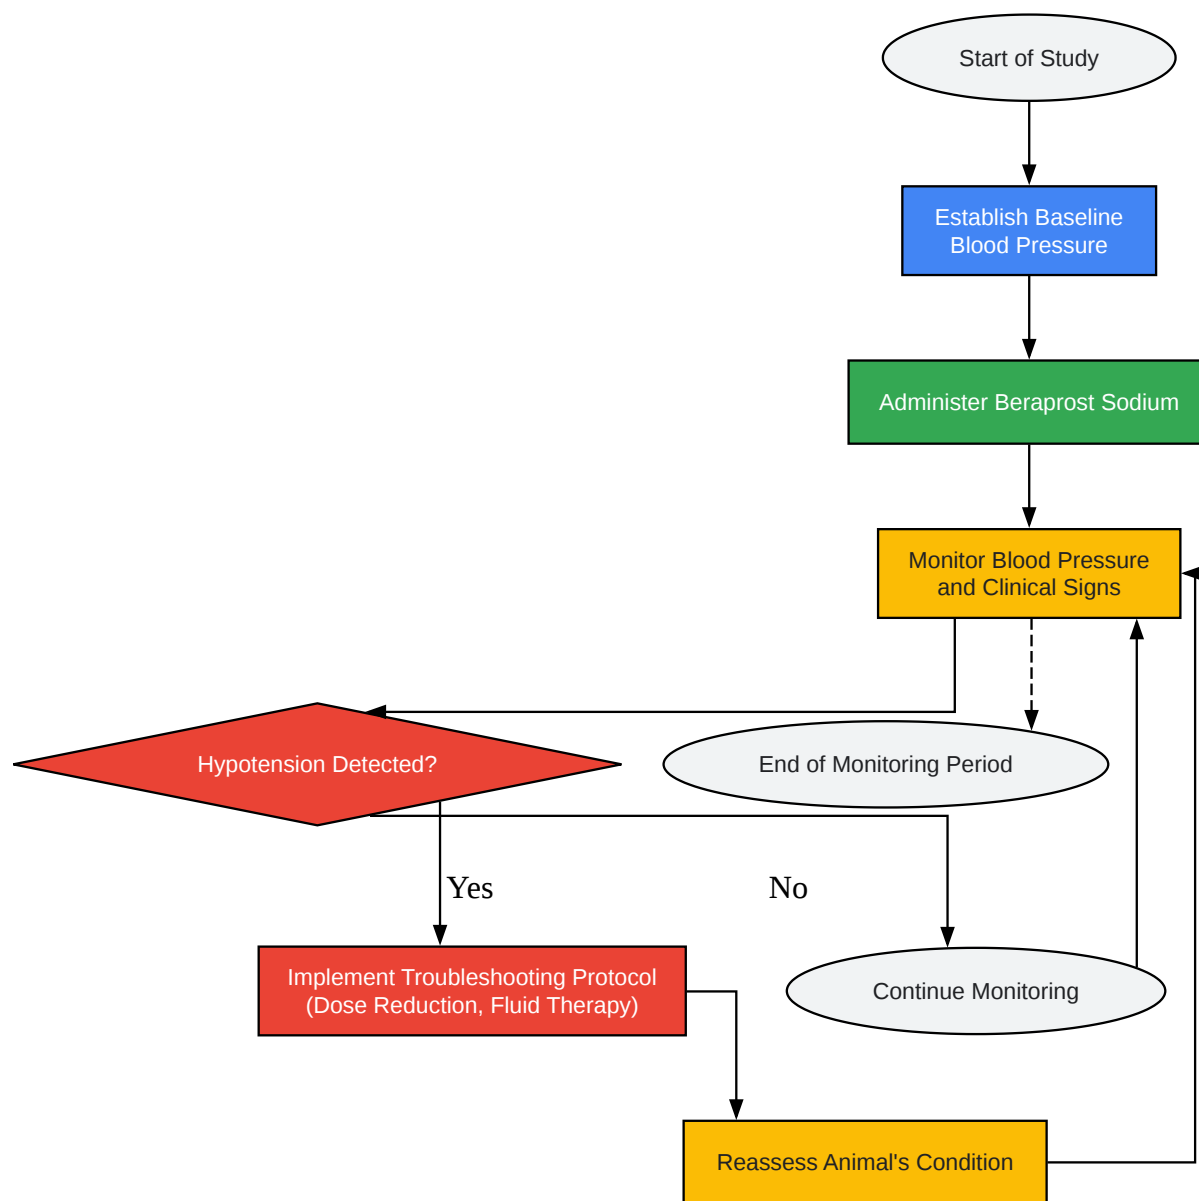 Start of Study
Establish Baseline
Blood Pressure
Administer Beraprost Sodium
Monitor Blood Pressure
and Clinical Signs
Hypotension Detected?
End of Monitoring Period
Yes
No
Implement Troubleshooting Protocol
(Dose Reduction, Fluid Therapy)
Continue Monitoring
Reassess Animal's Condition